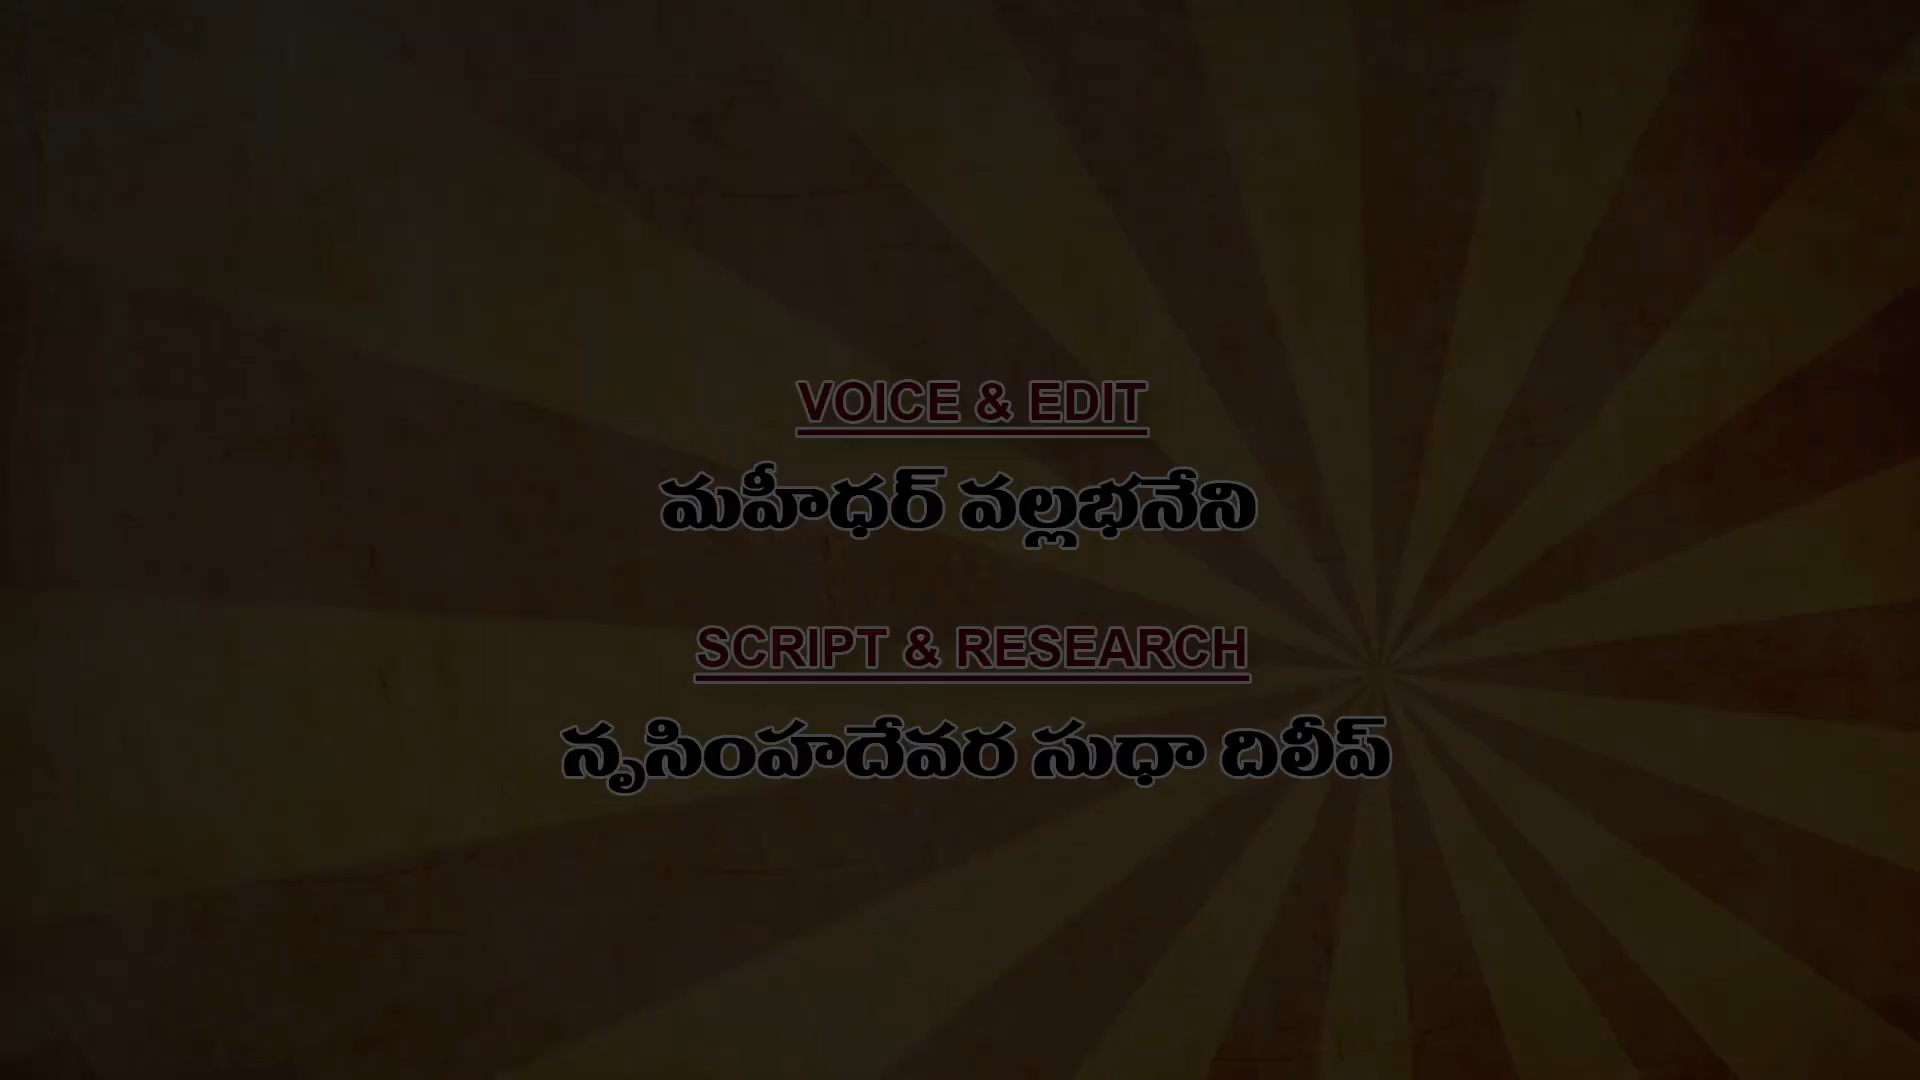 VOICE & EDIT
మహీధర్ వల్లభనేని
SCRIPT & RESEARCH
నృసింహదేవర సుధా దిలీప్